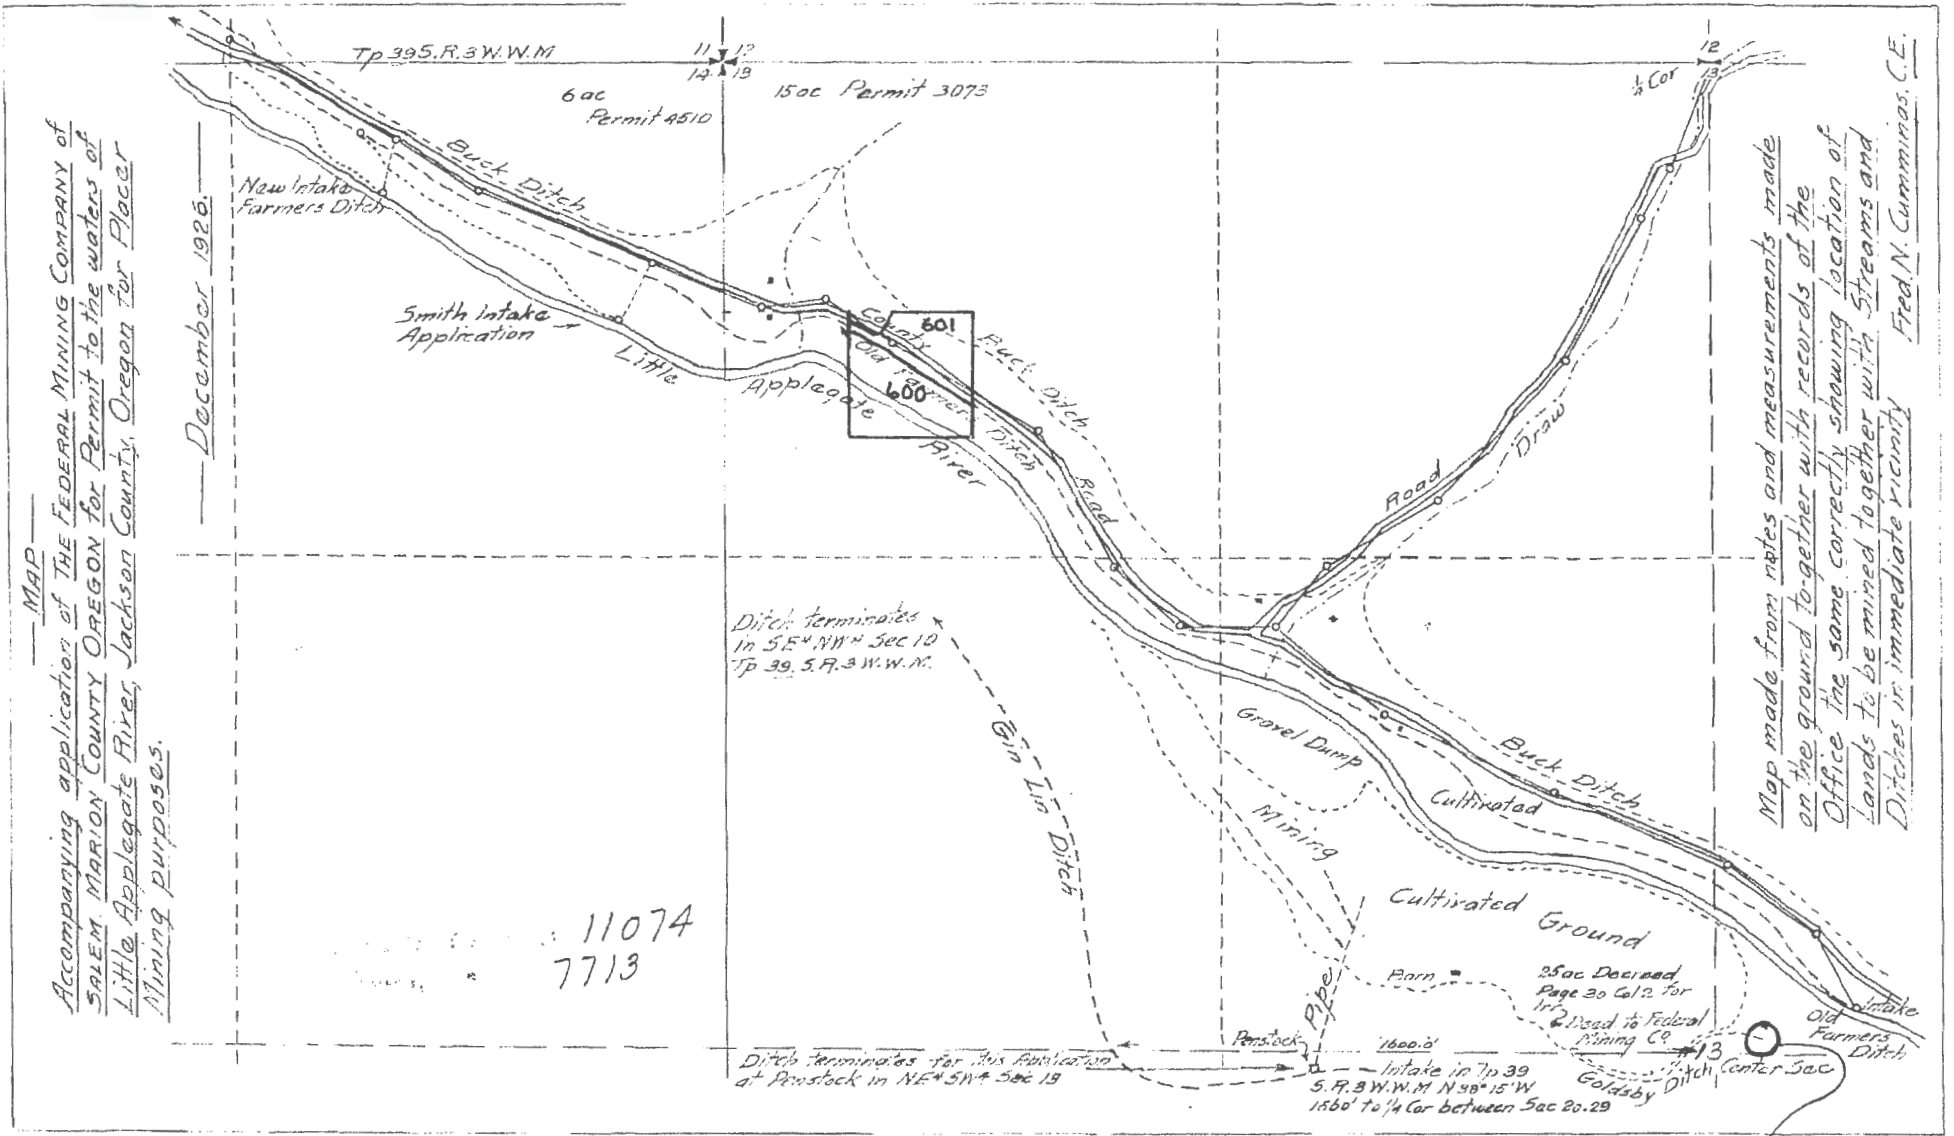 MAP
Accompanying application of THE FEDERAL MINING COMPANY of
SALEM. MARION COUNTY OREGON for Permit to the waters of
Little Applegate River, Jackson County, Oregon for Placer
Mining purposes.
December 1926.
Tp 39 S. R. 3 W. W. M
11 12
14 13
6 ac
Permit 4510
15 ac Permit 3073
12
13
1/4 Cor
Buck Ditch
New Intake
Farmers Ditch
Smith Intake
Application
Little Applegate River
County Road
601
600
Old Farmers Ditch
Buck Ditch
Road
Draw
Ditch terminates
in SE¼ NW¼ Sec 10
Tp 39. S. R. 3 W. W. M.
Gin Lin Ditch
Gravel Dump
Mining
Cultivated
Buck Ditch
Cultivated Ground
11074
7713
Pipe
Barn
25 ac Decreed
Page 30 Col 2 for
Irr.
Deed to Federal
Mining Co
Penstock
1600.0'
#13
Center Sec
Intake
Old
Farmers
Ditch
Goldsby Ditch
Ditch terminates for this Application
at Penstock in NE¼ SW¼ Sec 13
Intake in Tp 39
S. R. 3 W. W. M N 38° 15' W
1560' to ¼ Cor between Sec 20-29
Map made from notes and measurements made
on the ground to-gether with records of the
Office the same correctly showing location of
Lands to be mined together with Streams and
Ditches in immediate vicinity
Fred. N. Cummings. C.E.